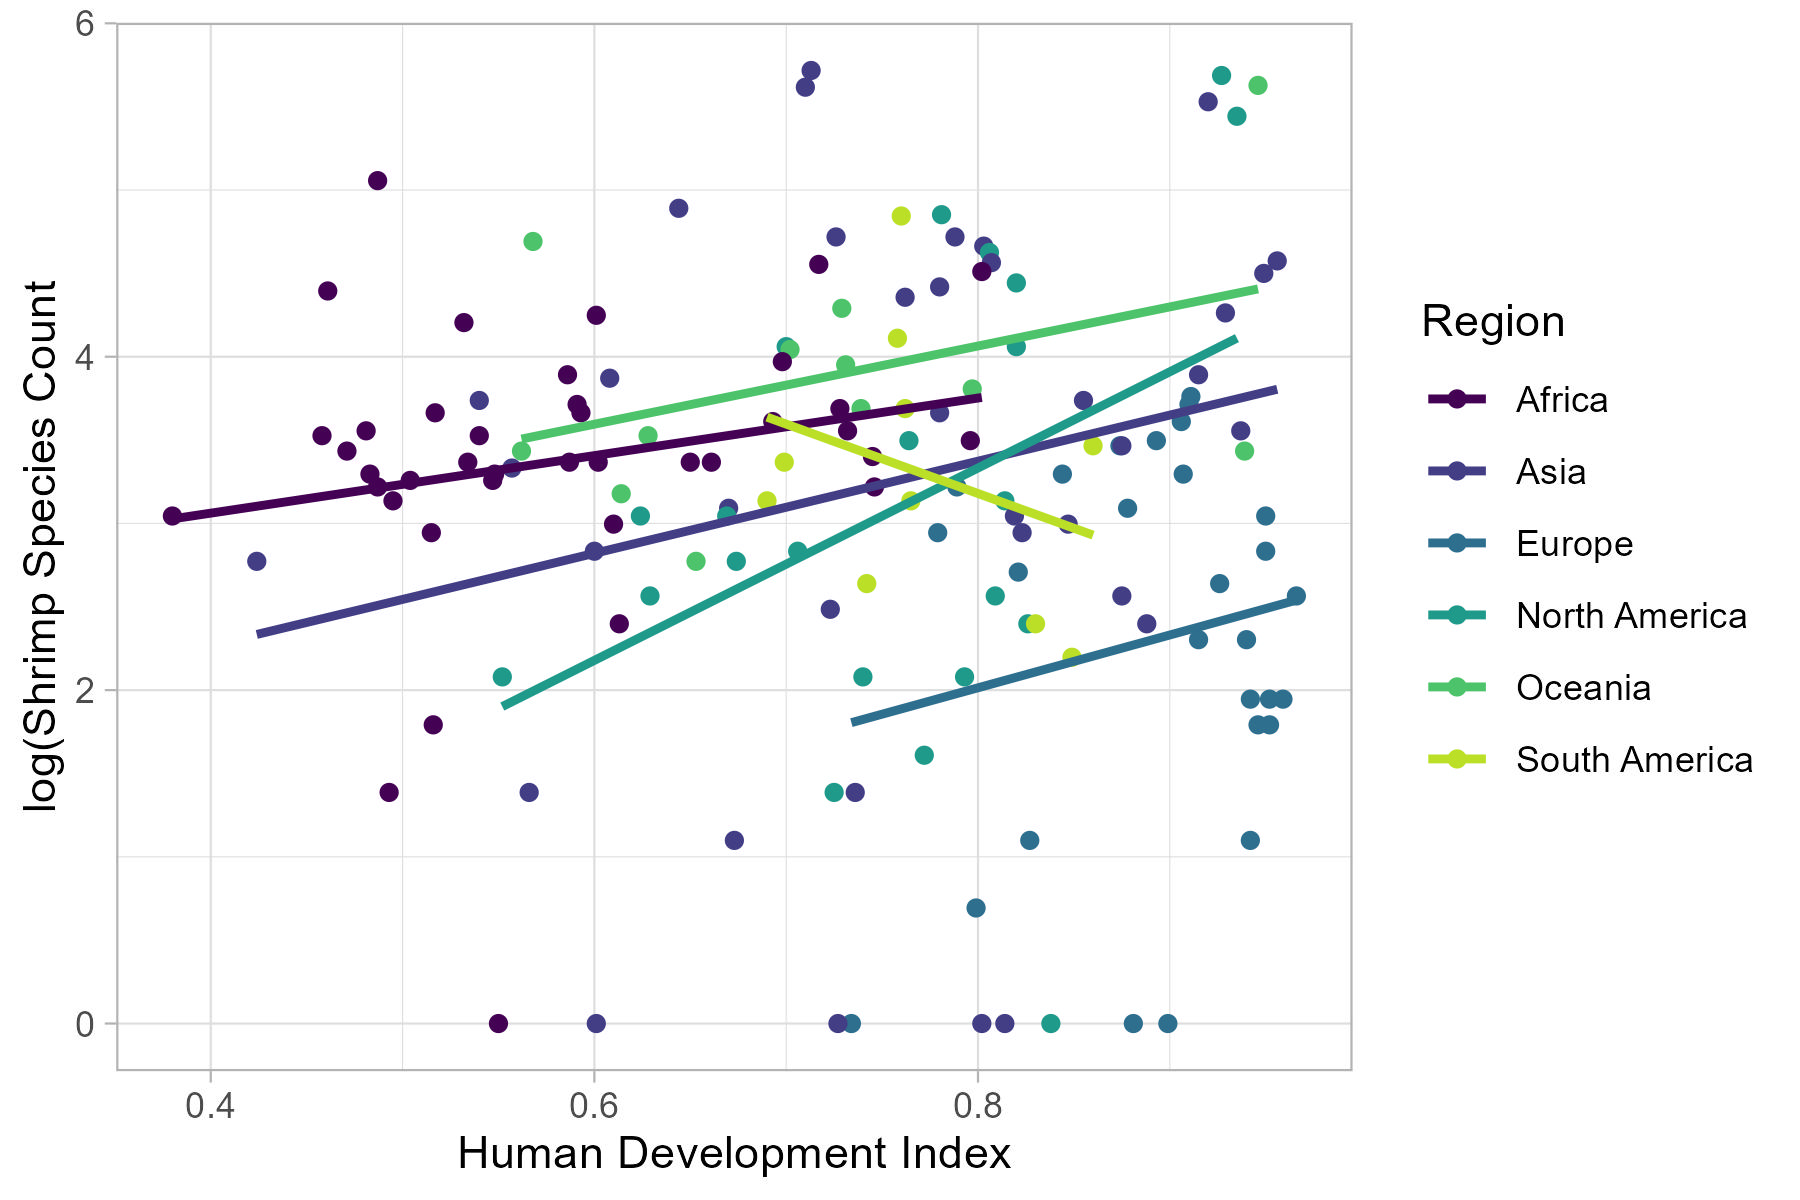 6
4
2
0
log(Shrimp Species Count
0.4
0.6
0.8
Human Development Index
Region
Africa
Asia
Europe
North America
Oceania
South America